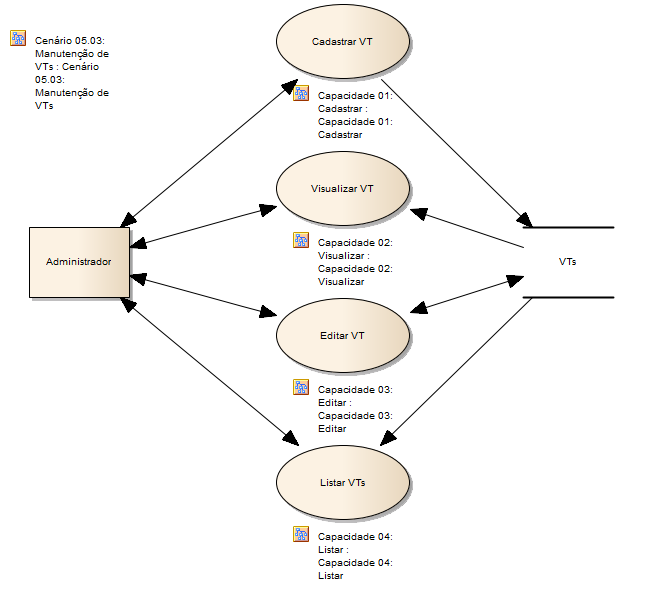 Cenário 05.03:
Manutenção de
VTs : Cenário
05.03:
Manutenção de
VTs
Cadastrar VT
Capacidade 01:
Cadastrar :
Capacidade 01:
Cadastrar
Visualizar VT
Administrador
VTs
Capacidade 02:
Visualizar :
Capacidade 02:
Visualizar
Editar VT
Capacidade 03:
Editar :
Capacidade 03:
Editar
Listar VTs
Capacidade 04:
Listar :
Capacidade 04:
Listar